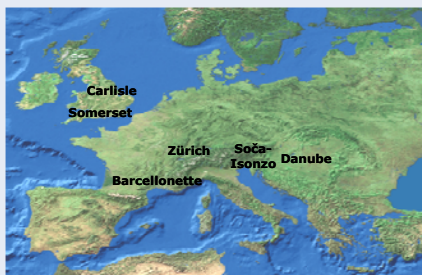 Carlisle
Somerset
Zürich
Soča-
Isonzo
Danube
Barcellonette